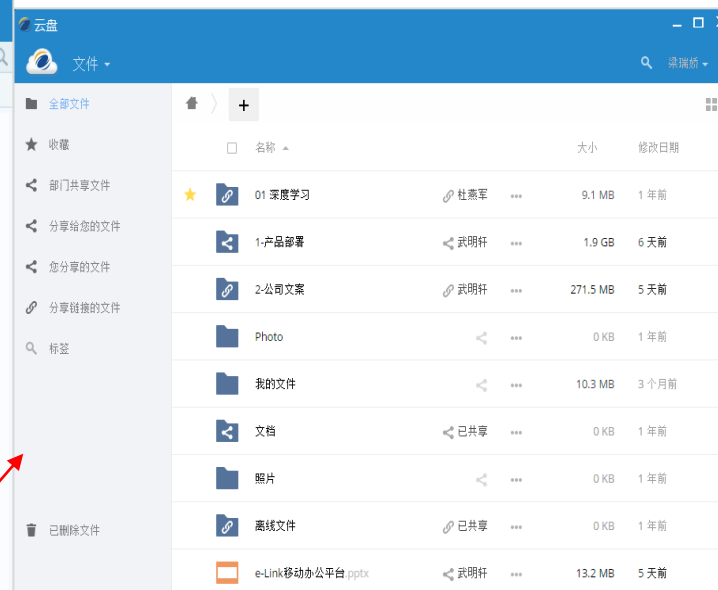 云盘
文件
梁瑞娇
全部文件
收藏
部门共享文件
分享给您的文件
您分享的文件
分享链接的文件
标签
已删除文件
名称 大小 修改日期
01 深度学习 杜燕军 9.1 MB 1 年前
1-产品部署 武明轩 1.9 GB 6 天前
2-公司文案 武明轩 271.5 MB 5 天前
Photo 0 KB 1 年前
我的文件 10.3 MB 3 个月前
文档 已共享 0 KB 1 年前
照片 0 KB 1 年前
离线文件 已共享 0 KB 1 年前
e-Link移动办公平台.pptx 武明轩 13.2 MB 5 天前